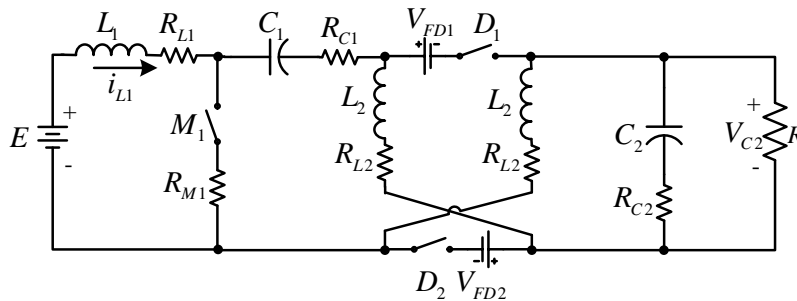 L1 RL1 C1 RC1 VFD1 D1
iL1
+ -
L2 L2
E + -
M1
RL2 RL2
C2
+ VC2 - R
RM1
RC2
D2 VFD2
- +